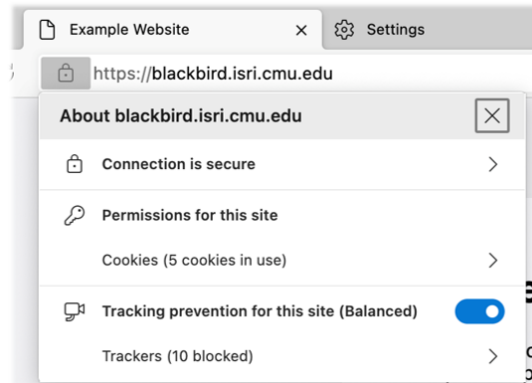 Example Website
Settings
https://blackbird.isri.cmu.edu
About blackbird.isri.cmu.edu
Connection is secure
Permissions for this site
Cookies (5 cookies in use)
Tracking prevention for this site (Balanced)
Trackers (10 blocked)